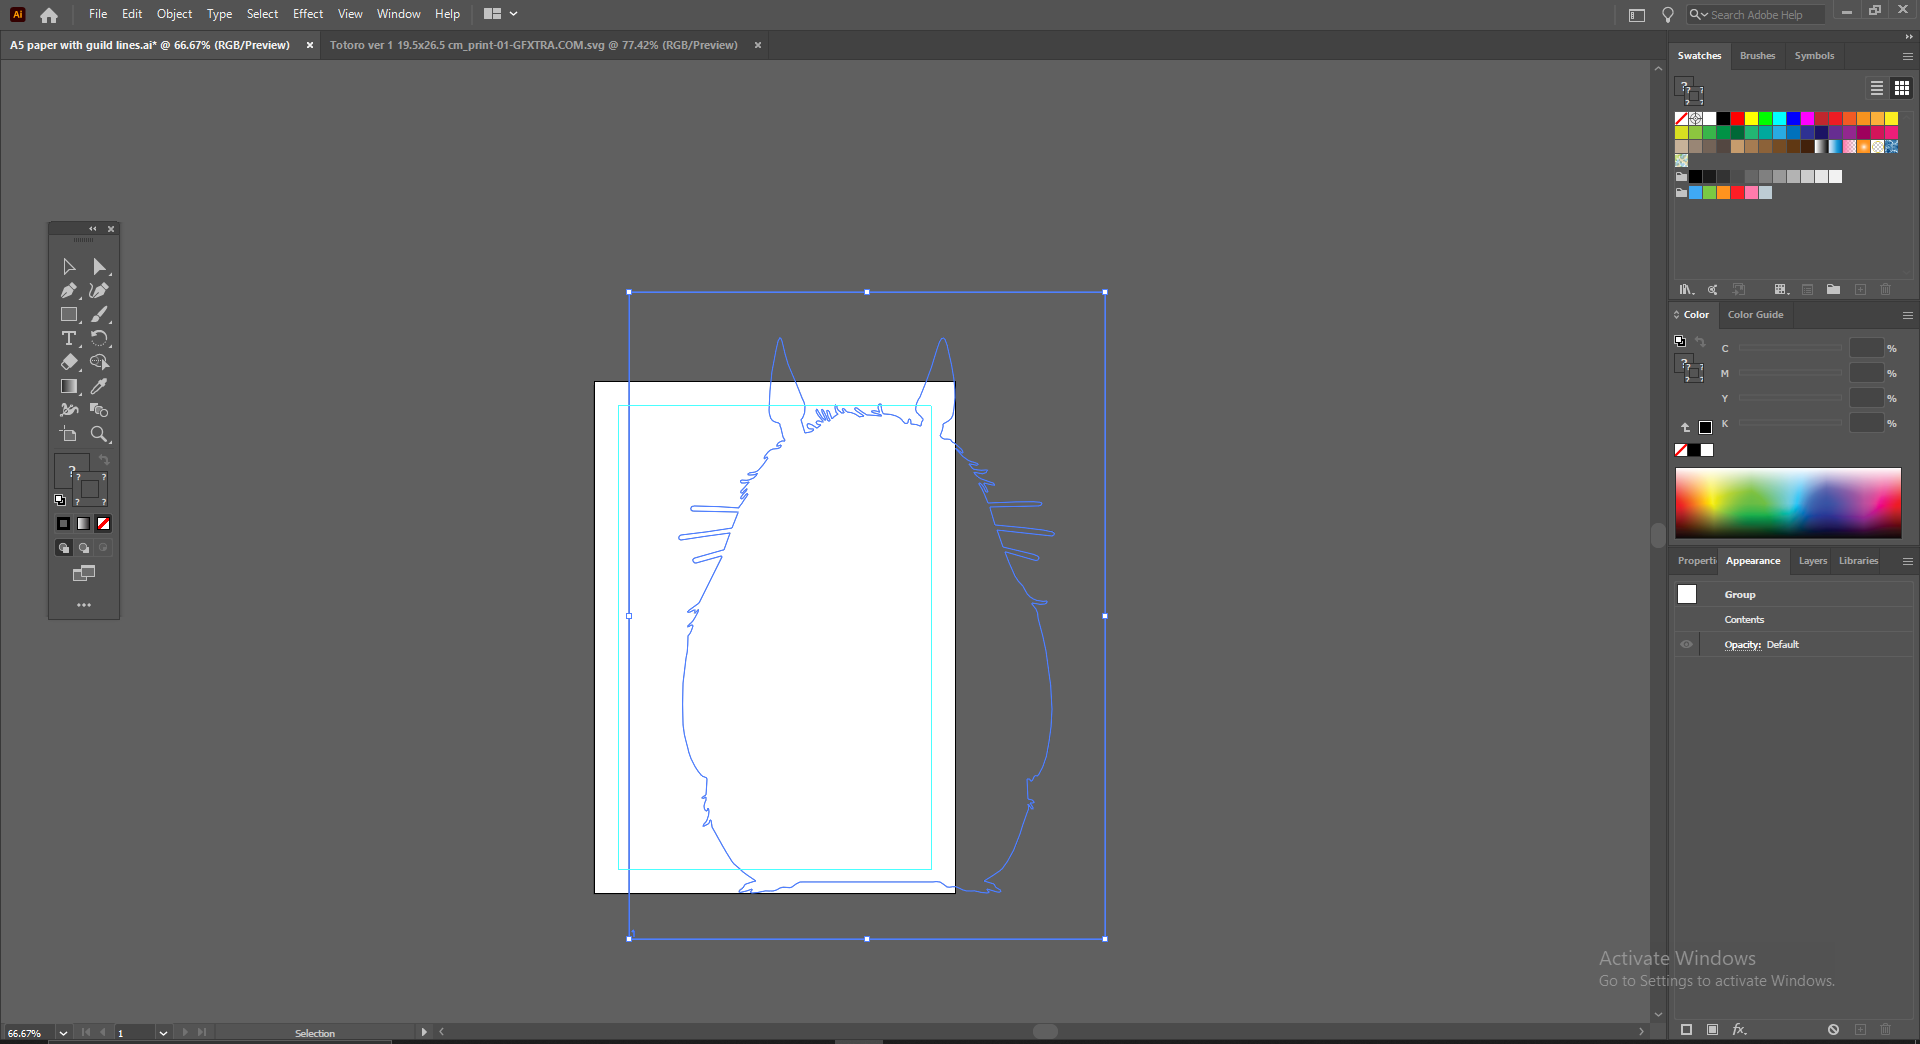 Ai File Edit Object Type Select Effect View Window Help Search Adobe Help
A5 paper with guild lines.ai* @ 66.67% (RGB/Preview) × Totoro ver 1 19.5x26.5 cm_print-01-GFXTRA.COM.svg @ 77.42% (RGB/Preview) ×
Swatches Brushes Symbols
Color Color Guide
C %
M %
Y %
K %
Properti Appearance Layers Libraries
Group
Contents
Opacity: Default
Activate Windows
Go to Settings to activate Windows.
66.67% 1 Selection
fx.